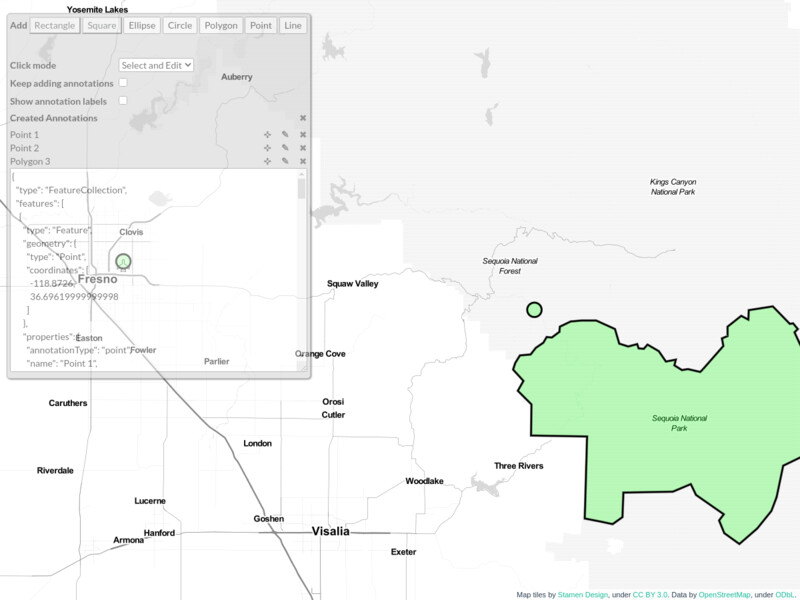 Yosemite Lakes
Add Rectangle Square Ellipse Circle Polygon Point Line
Click mode Select and Edit
Keep adding annotations
Show annotation labels
Created Annotations
Point 1
Point 2
Polygon 3
{
"type": "FeatureCollection",
"features": [
{
"type": "Feature",
"geometry": {
"type": "Point",
"coordinates": [
-118.8726,
36.69619999999998
]
},
"properties": {
"annotationType": "point",
"name": "Point 1",
Auberry
Clovis
Fresno
Easton
Fowler
Parlier
Kings Canyon
National Park
Sequoia National
Forest
Squaw Valley
Orange Cove
Caruthers
Orosi
Cutler
Sequoia National
Park
London
Riverdale
Three Rivers
Woodlake
Lucerne
Goshen
Hanford
Visalia
Armona
Exeter
Map tiles by Stamen Design, under CC BY 3.0. Data by OpenStreetMap, under ODbL.